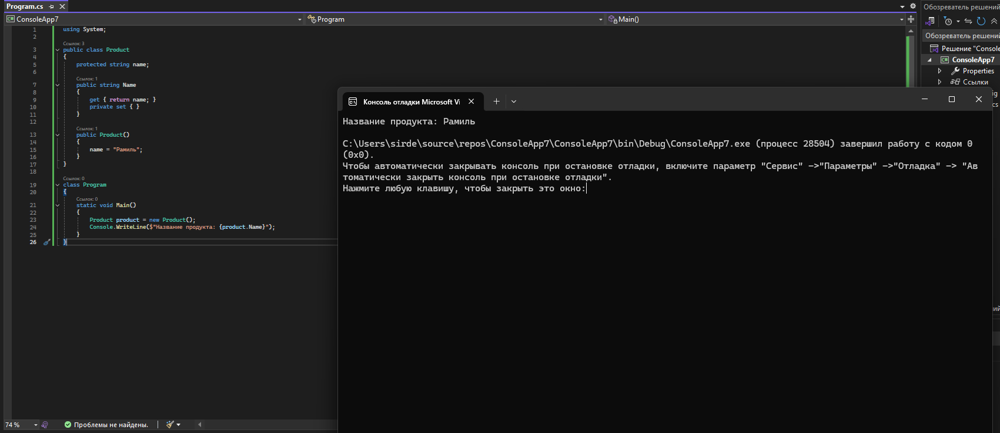 Program.cs
Обозреватель решений
ConsoleApp7
Program
Main()
Обозреватель решений
Решение "Console
ConsoleApp7
Properties
Ссылки
ig
cs
ий
1 using System;
2
Ссылок: 3
3 public class Product
4 {
5 protected string name;
6
Ссылок: 1
7 public string Name
8 {
9 get { return name; }
10 private set { }
11 }
12
Ссылок: 1
13 public Product()
14 {
15 name = "Рамиль";
16 }
17 }
18
Ссылок: 0
19 class Program
20 {
Ссылок: 0
21 static void Main()
22 {
23 Product product = new Product();
24 Console.WriteLine($"Название продукта: {product.Name}");
25 }
26 }
Консоль отладки Microsoft Vi
Название продукта: Рамиль
C:\Users\sirde\source\repos\ConsoleApp7\ConsoleApp7\bin\Debug\ConsoleApp7.exe (процесс 28504) завершил работу с кодом 0
(0x0).
Чтобы автоматически закрывать консоль при остановке отладки, включите параметр "Сервис" ->"Параметры" ->"Отладка" -> "Ав
томатически закрыть консоль при остановке отладки".
Нажмите любую клавишу, чтобы закрыть это окно:
74 %
Проблемы не найдены.